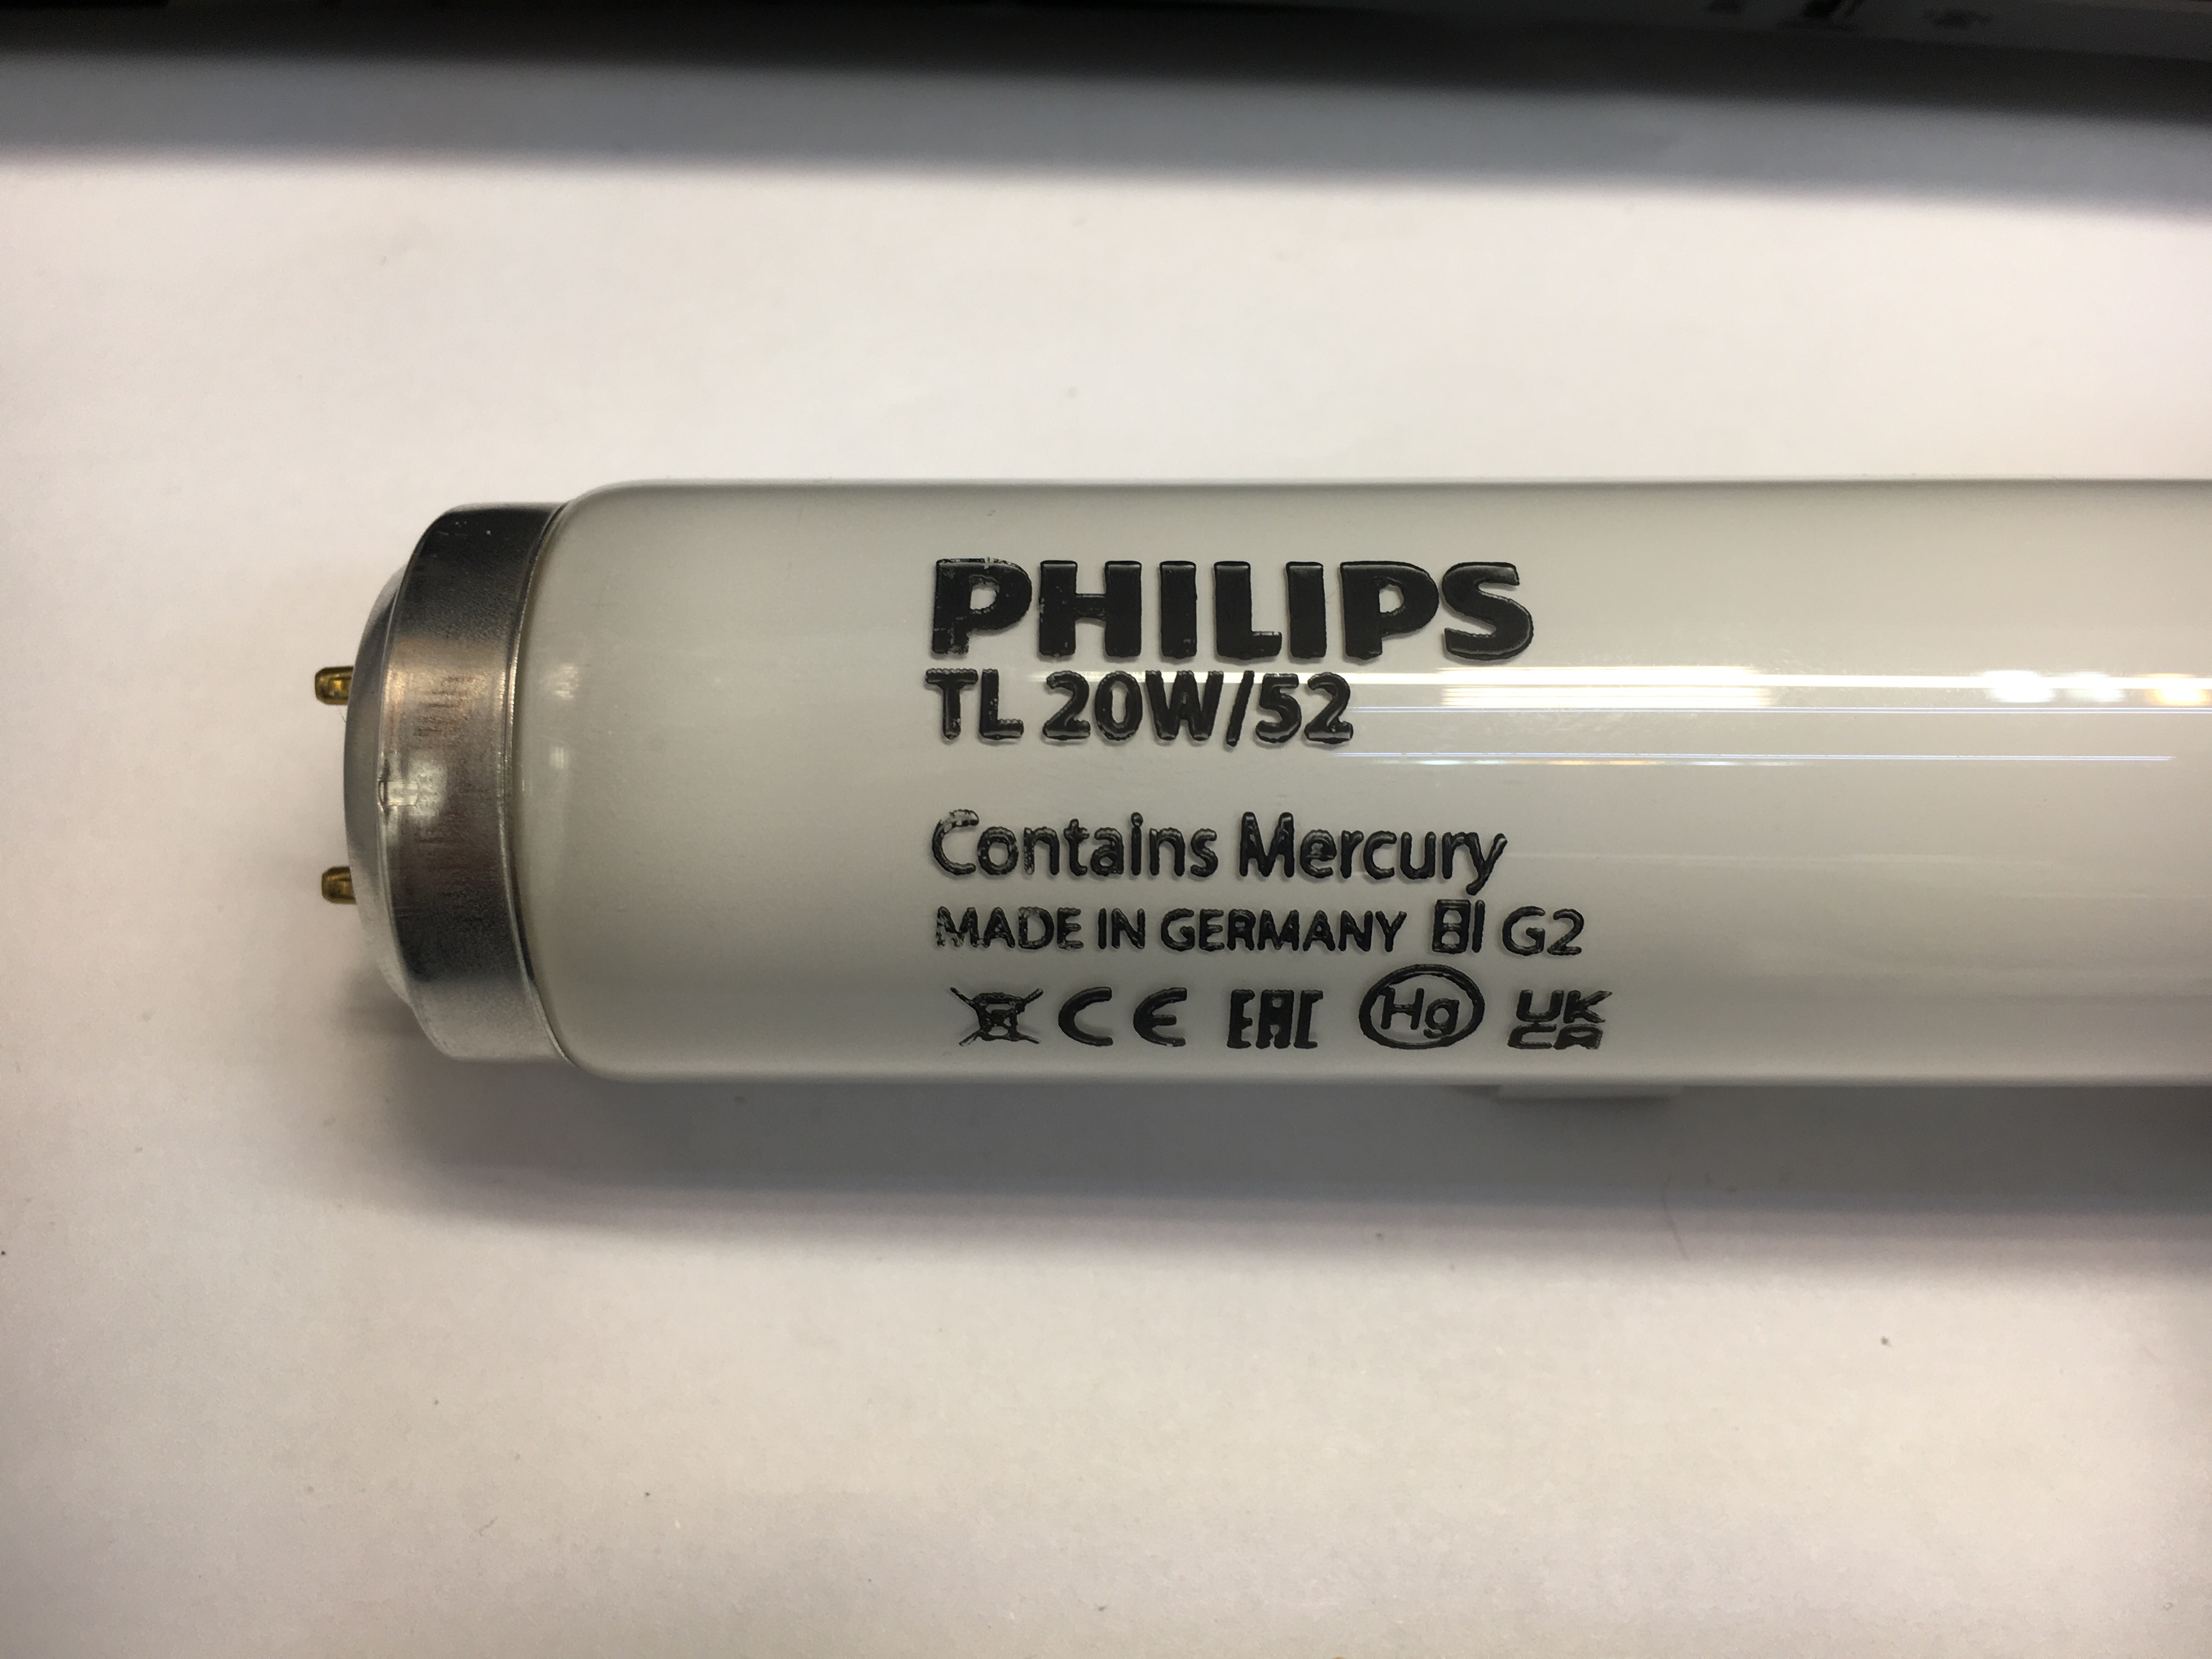 PHILIPS
TL 20W/52
Contains Mercury
MADE IN GERMANY G2
CE EAC Hg UK CA